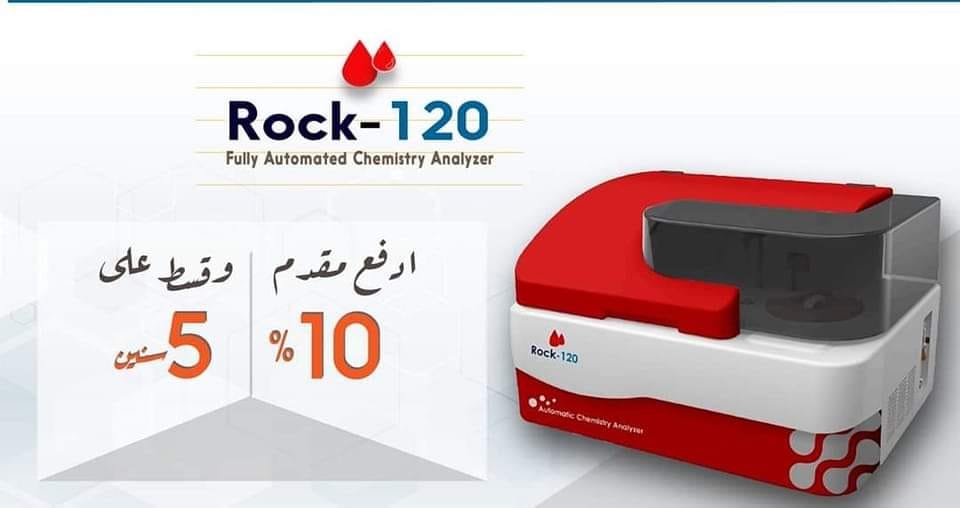 Rock-120
Fully Automated Chemistry Analyzer
ادفع مقدم
10%
وقسط على
5 سنين
Rock-120
Automatic Chemistry Analyzer